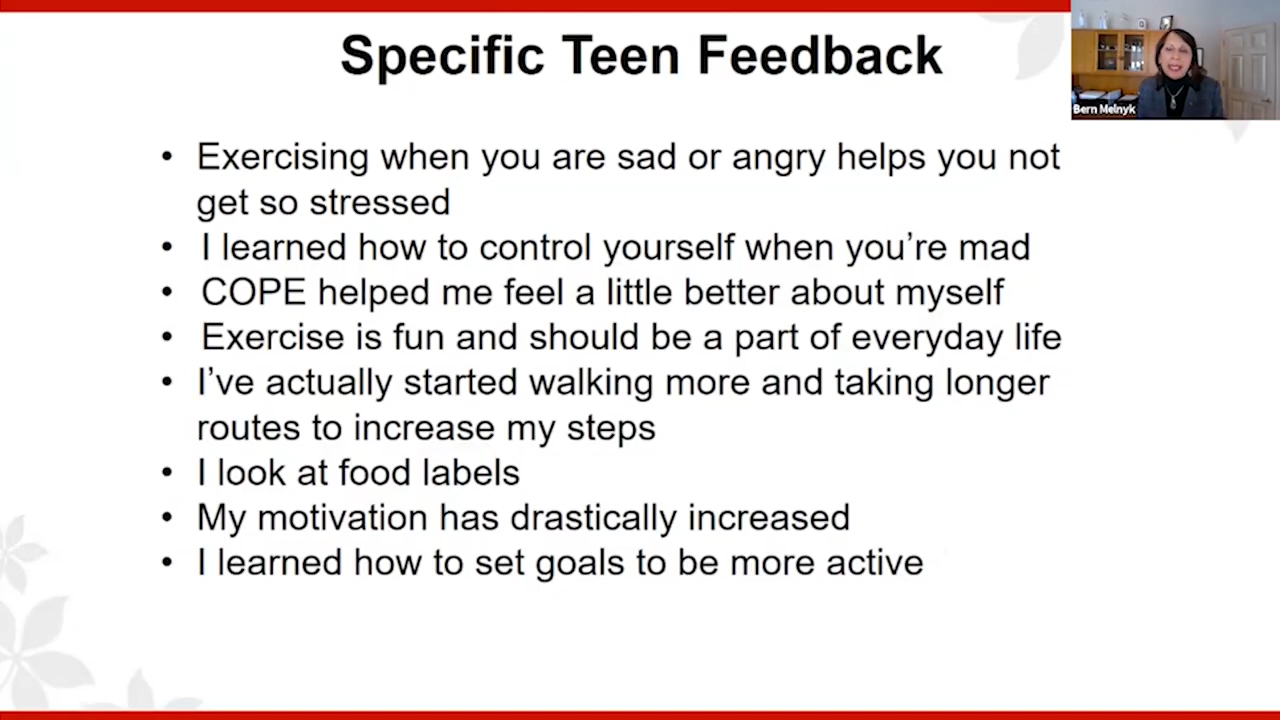 Specific Teen Feedback
Bern Melnyk
• Exercising when you are sad or angry helps you not
get so stressed
• I learned how to control yourself when you’re mad
• COPE helped me feel a little better about myself
• Exercise is fun and should be a part of everyday life
• I’ve actually started walking more and taking longer
routes to increase my steps
• I look at food labels
• My motivation has drastically increased
• I learned how to set goals to be more active